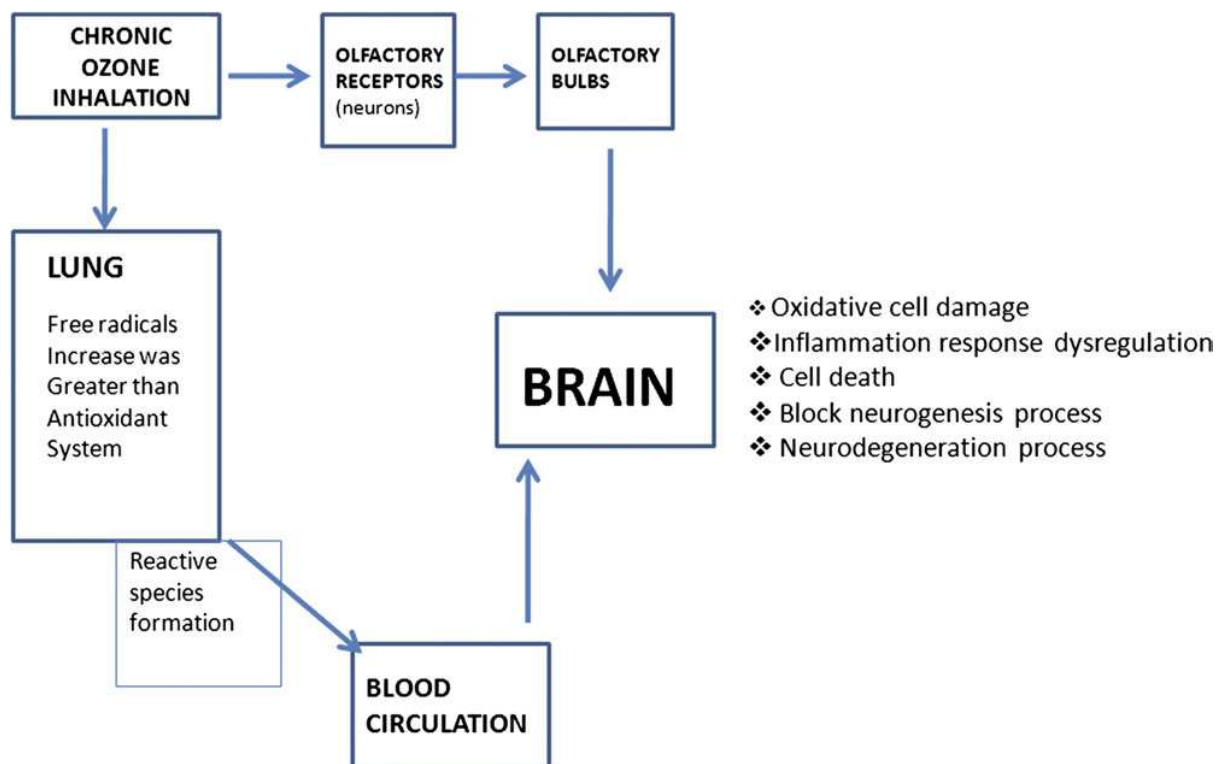 CHRONIC
OZONE
INHALATION
OLFACTORY
RECEPTORS
(neurons)
OLFACTORY
BULBS
LUNG
Free radicals
Increase was
Greater than
Antioxidant
System
Reactive
species
formation
BLOOD
CIRCULATION
BRAIN
❖ Oxidative cell damage
❖Inflammation response dysregulation
❖ Cell death
❖ Block neurogenesis process
❖ Neurodegeneration process